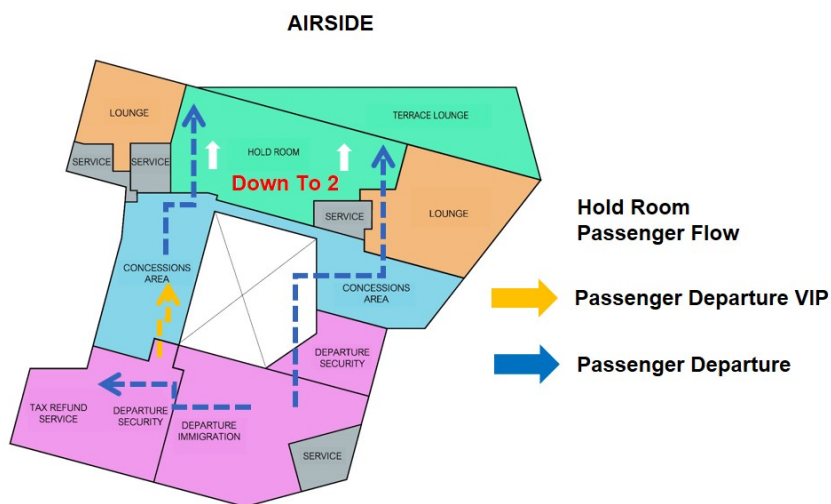 AIRSIDE
LOUNGE
TERRACE LOUNGE
SERVICE
SERVICE
HOLD ROOM
Down To 2
SERVICE
LOUNGE
Hold Room
Passenger Flow
CONCESSIONS
AREA
CONCESSIONS
AREA
Passenger Departure VIP
DEPARTURE
SECURITY
Passenger Departure
TAX REFUND
SERVICE
DEPARTURE
SECURITY
DEPARTURE
IMMIGRATION
SERVICE